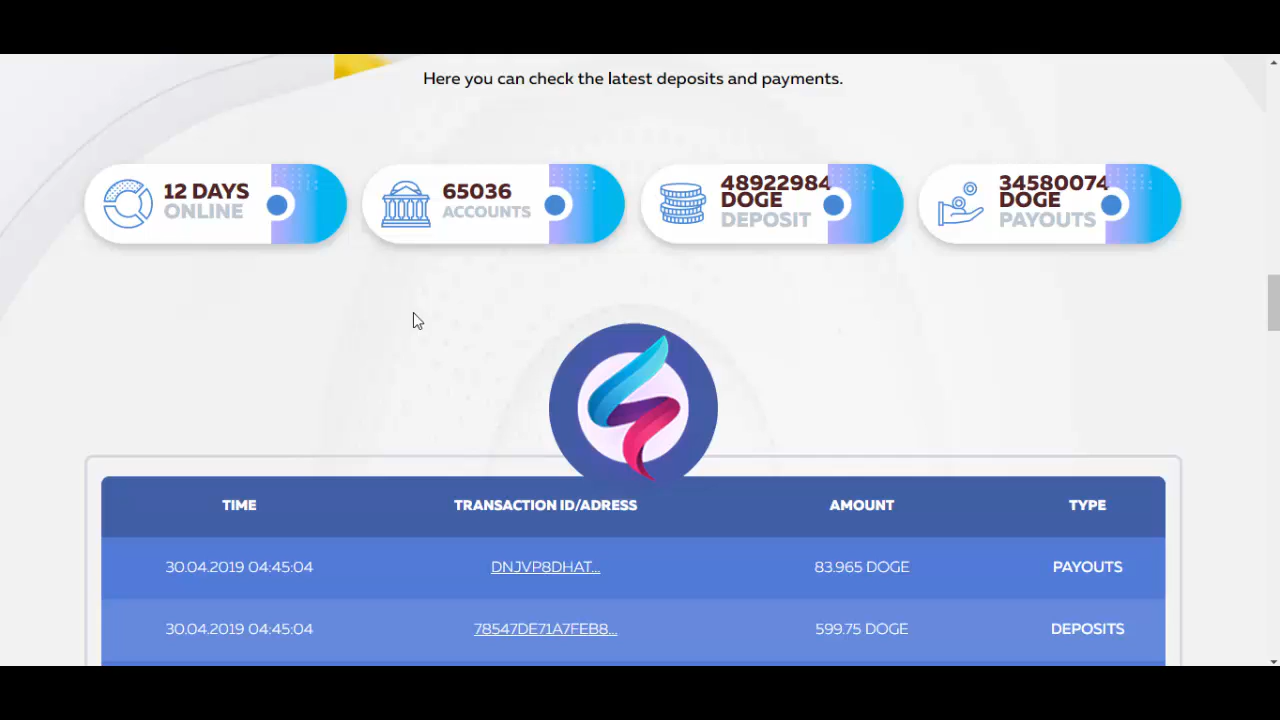 Here you can check the latest deposits and payments.
12 DAYS
ONLINE
65036
ACCOUNTS
48922984
DOGE
DEPOSIT
34580074
DOGE
PAYOUTS
TIME TRANSACTION ID/ADRESS AMOUNT TYPE
30.04.2019 04:45:04 DNJVP8DHAT... 83.965 DOGE PAYOUTS
30.04.2019 04:45:04 78547DE71A7FEB8... 599.75 DOGE DEPOSITS